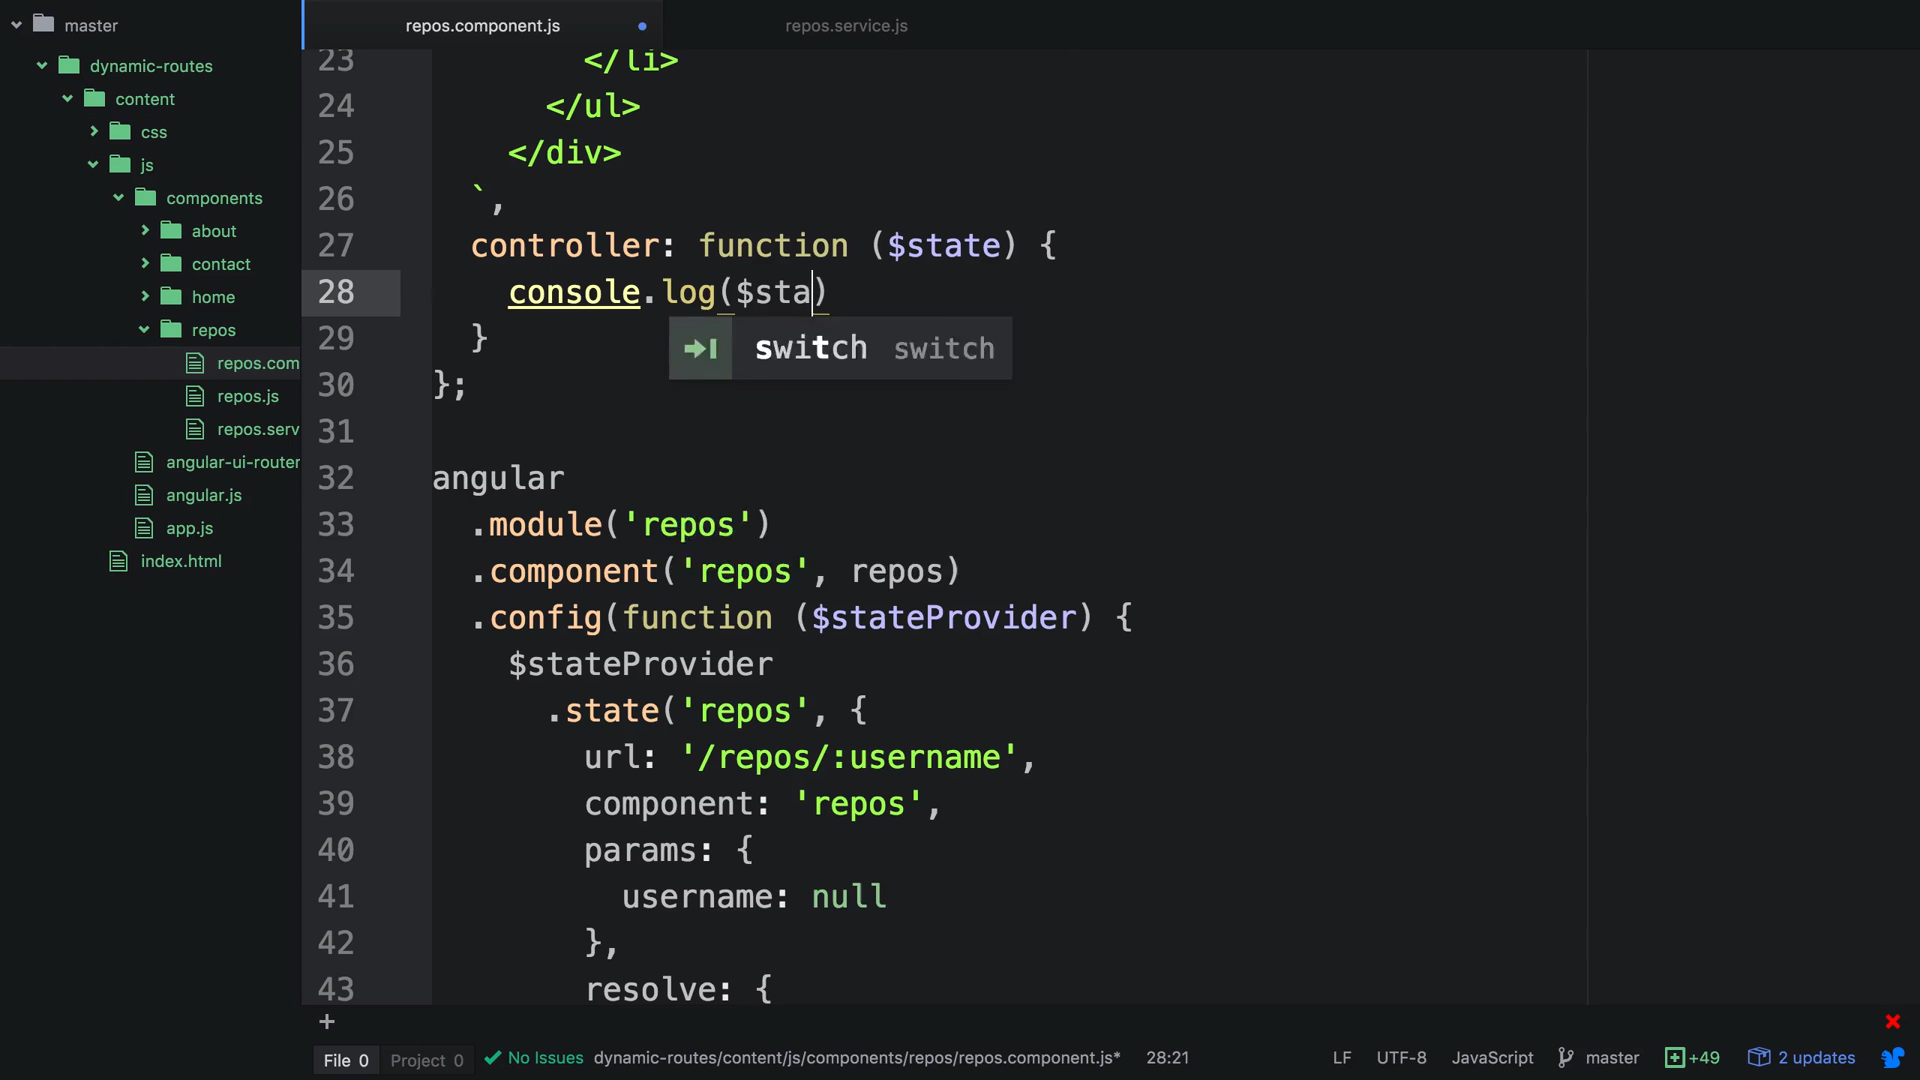 master
dynamic-routes
content
css
js
components
about
contact
home
repos
repos.com
repos.js
repos.serv
angular-ui-router
angular.js
app.js
index.html
repos.component.js
repos.service.js
23 </li>
24 </ul>
25 </div>
26 `,
27 controller: function ($state) {
28 console.log($sta)
switch switch
29 }
30 };
31
32 angular
33 .module('repos')
34 .component('repos', repos)
35 .config(function ($stateProvider) {
36 $stateProvider
37 .state('repos', {
38 url: '/repos/:username',
39 component: 'repos',
40 params: {
41 username: null
42 },
43 resolve: {
+
File 0 Project 0 No Issues dynamic-routes/content/js/components/repos/repos.component.js* 28:21 LF UTF-8 JavaScript master +49 2 updates